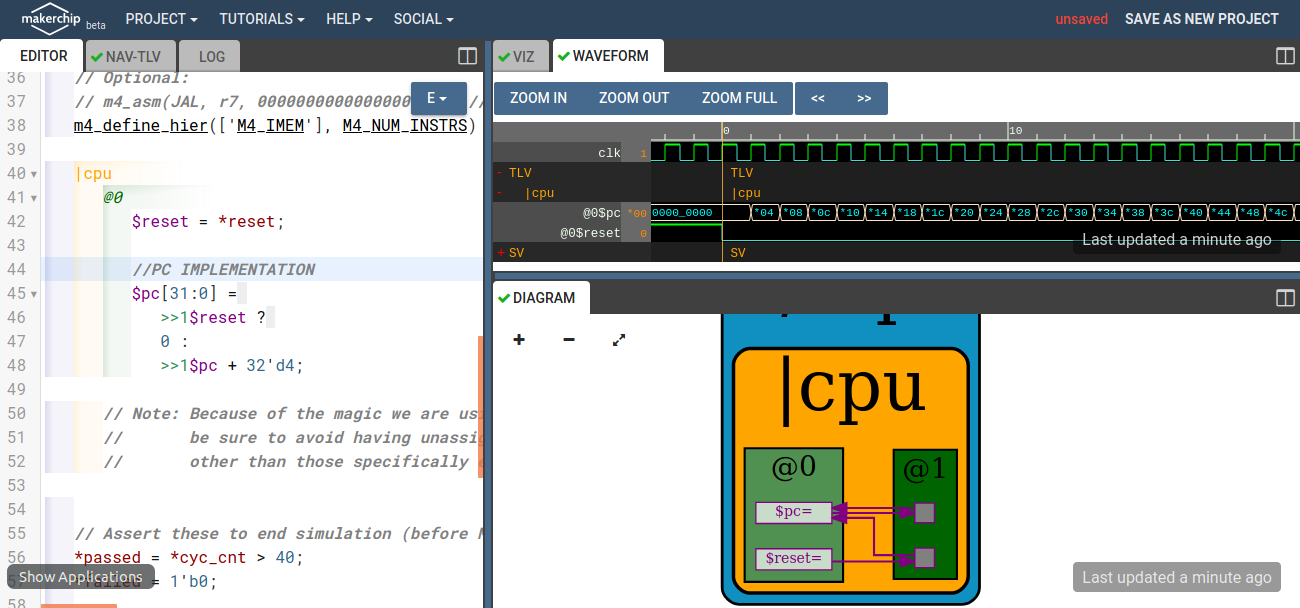 makerchip beta PROJECT TUTORIALS HELP SOCIAL unsaved SAVE AS NEW PROJECT
EDITOR NAV-TLV LOG
36 // Optional:
37 // m4_asm(JAL, r7, 00000000000000000 //
38 m4_define_hier(['M4_IMEM'], M4_NUM_INSTRS)
39
40 |cpu
41 @0
42 $reset = *reset;
43
44 //PC IMPLEMENTATION
45 $pc[31:0] =
46 >>1$reset ?
47 0 :
48 >>1$pc + 32'd4;
49
50 // Note: Because of the magic we are us
51 // be sure to avoid having unassi
52 // other than those specifically
53
54
55 // Assert these to end simulation (before
56 *passed = *cyc_cnt > 40;
= 1'b0;
58
E
Show Applications
VIZ WAVEFORM
ZOOM IN ZOOM OUT ZOOM FULL << >>
0 10
clk 1
- TLV TLV
- |cpu |cpu
@0$pc *00 0000_0000 *04 *08 *0c *10 *14 *18 *1c *20 *24 *28 *2c *30 *34 *38 *3c *40 *44 *48 *4c
@0$reset 0
+ SV SV
Last updated a minute ago
DIAGRAM
+ −
|cpu
@0 @1
$pc=
$reset=
Last updated a minute ago